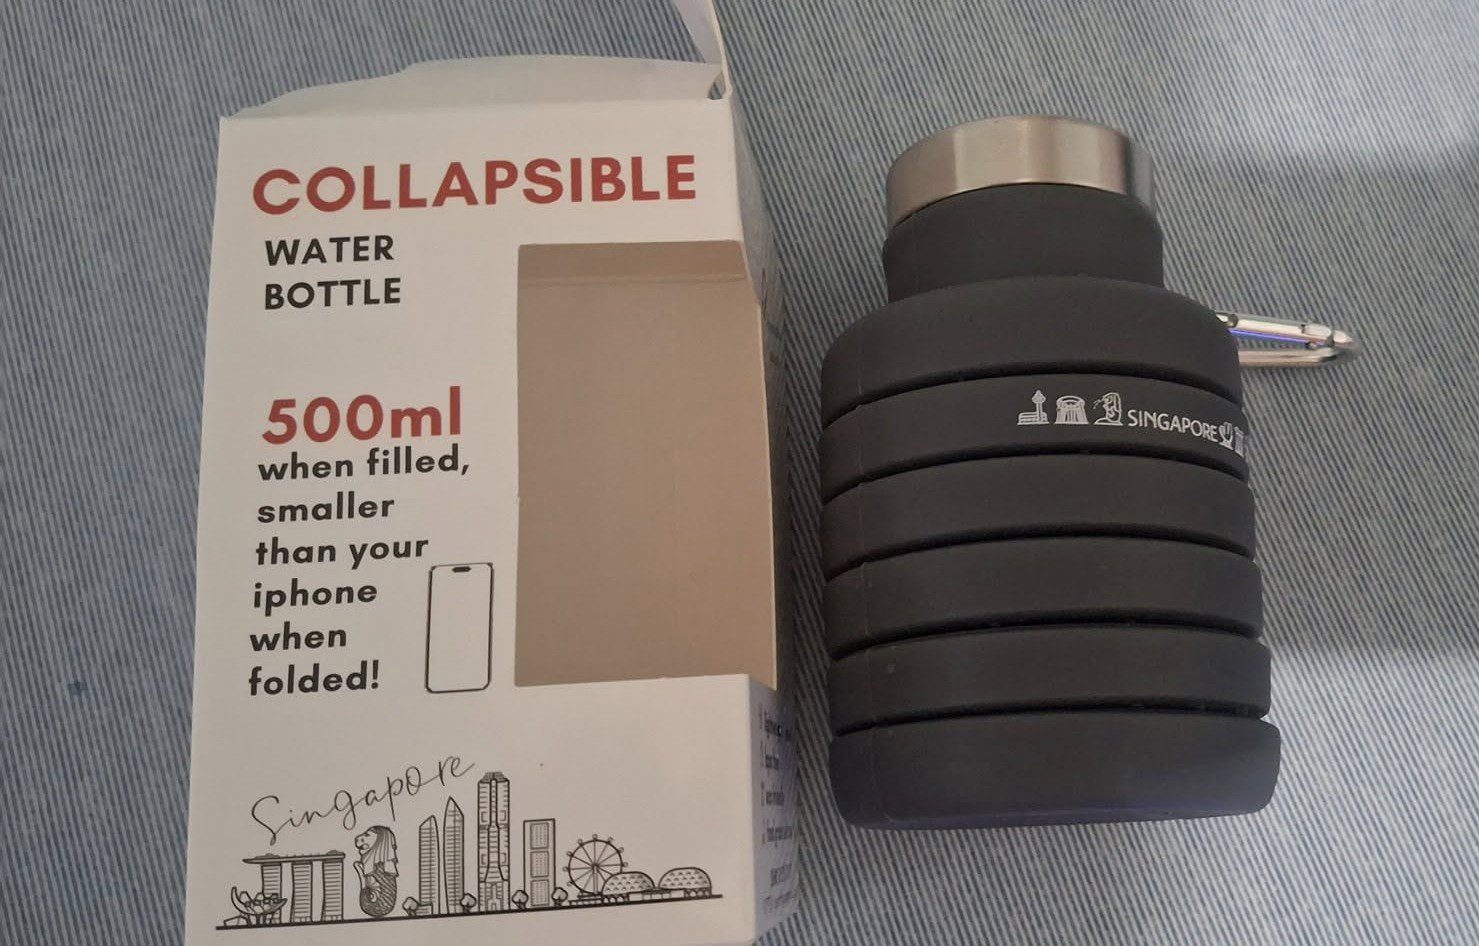 COLLAPSIBLE
WATER
BOTTLE
500ml
when filled,
smaller
than your
iphone
when
folded!
Singapore
SINGAPORE